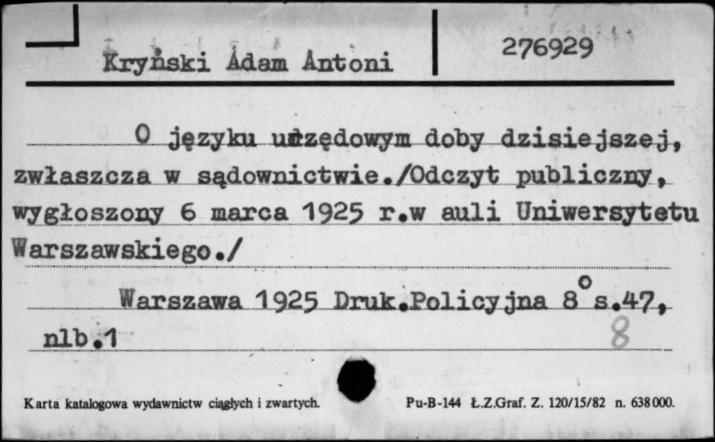 Kryński Adam Antoni
276929
O języku urzędowym doby dzisiejszej,
zwłaszcza w sądownictwie./Odczyt publiczny,
wygłoszony 6 marca 1925 r.w auli Uniwersytetu
Warszawskiego./
Warszawa 1925 Druk.Policyjna 8° s.47,
nlb.1
8
Karta katalogowa wydawnictw ciągłych i zwartych.
Pu-B-144 Ł.Z.Graf. Z. 120/15/82 n. 638000.